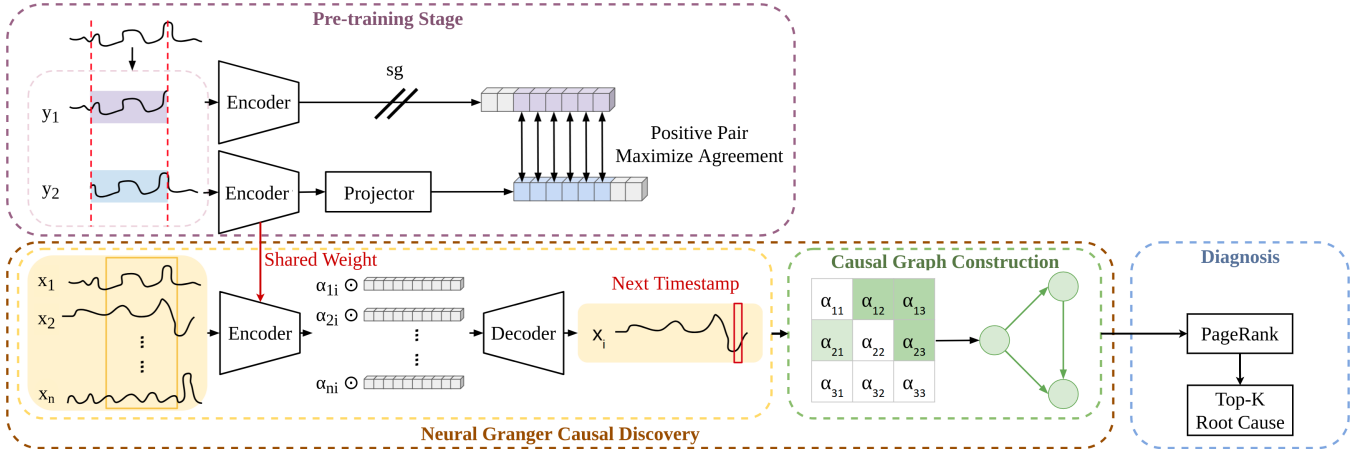 Pre-training Stage
sg
y1
Encoder
Positive Pair
Maximize Agreement
y2
Encoder
Projector
Shared Weight
x1
x2
...
...
xn
Encoder
α1i ⊙
α2i ⊙
...
...
αni ⊙
Decoder
Next Timestamp
xi
Neural Granger Causal Discovery
Causal Graph Construction
α11 α12 α13
α21 α22 α23
α31 α32 α33
Diagnosis
PageRank
Top-K
Root Cause